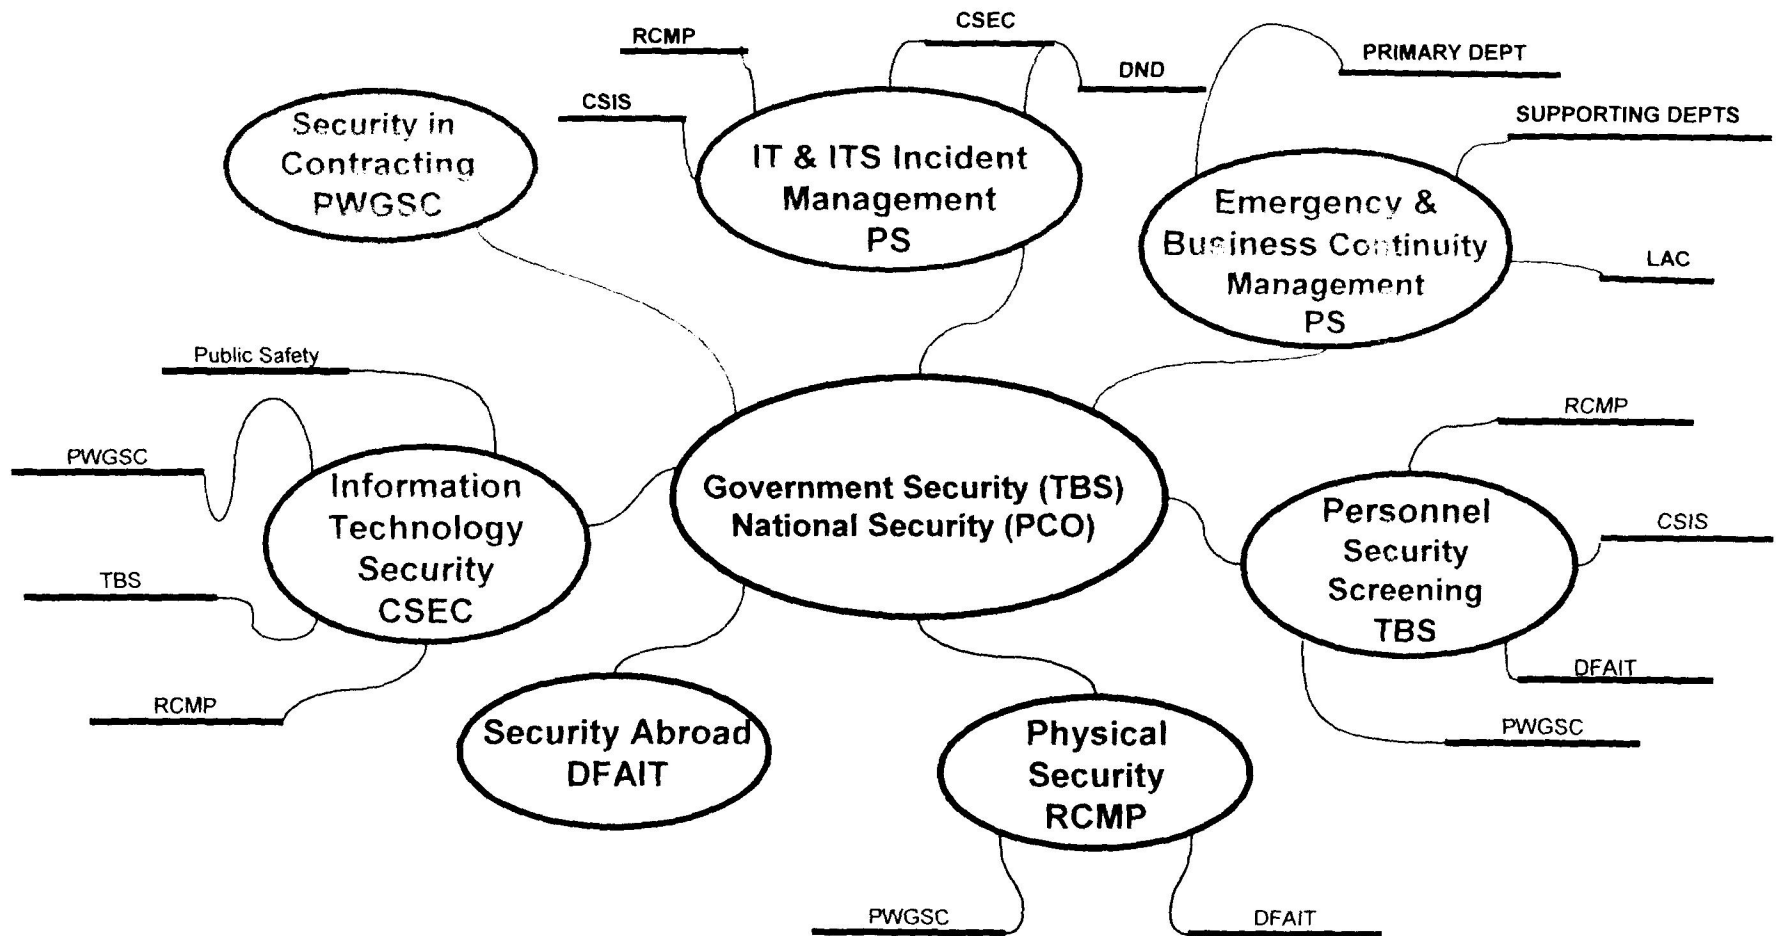 CSEC
RCMP
PRIMARY DEPT
DND
CSIS
SUPPORTING DEPTS
Security in
Contracting
PWGSC
IT & ITS Incident
Management
PS
Emergency &
Business Continuity
Management
PS
LAC
Public Safety
RCMP
PWGSC
Information
Technology
Security
CSEC
Government Security (TBS)
National Security (PCO)
Personnel
Security
Screening
TBS
CSIS
TBS
DFAIT
RCMP
PWGSC
Security Abroad
DFAIT
Physical
Security
RCMP
PWGSC
DFAIT